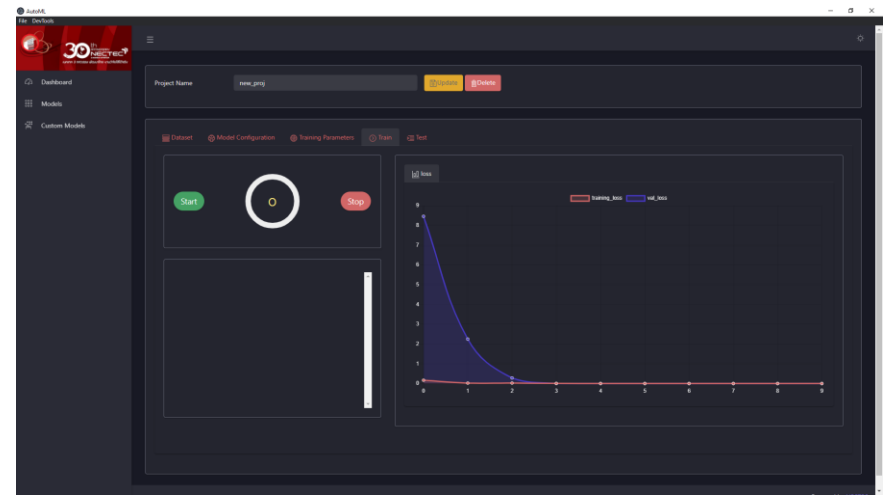 AutoML
File DevTools
30th
NECTEC
Dashboard
Models
Custom Models
Project Name
new_proj
Update
Delete
Dataset
Model Configuration
Training Parameters
Train
Test
Start
0
Stop
loss
training_loss
val_loss
9
8
7
6
5
4
3
2
1
0
0 1 2 3 4 5 6 7 8 9